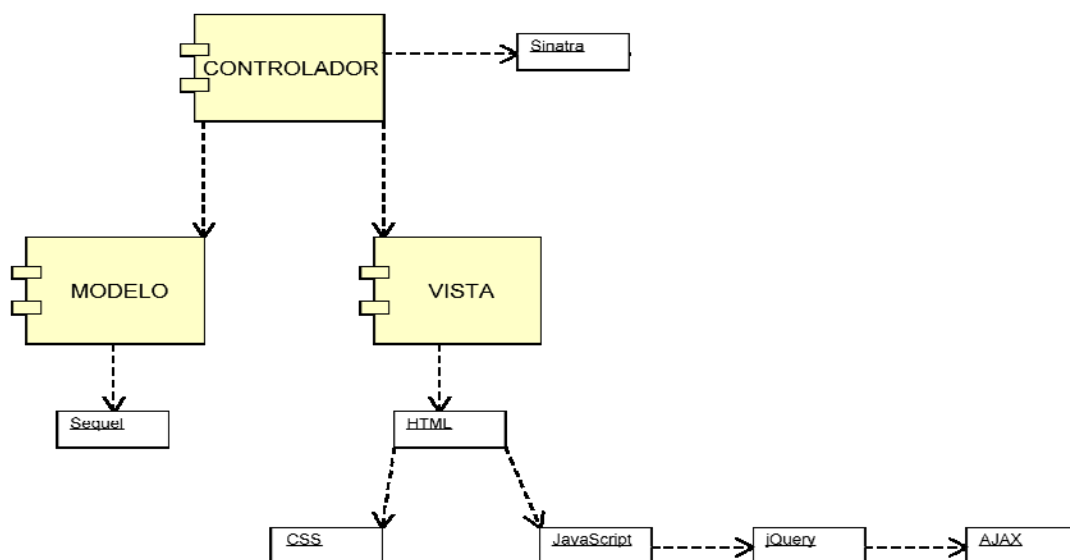 Sinatra
CONTROLADOR
MODELO
VISTA
Sequel
HTML
CSS
JavaScript
jQuery
AJAX